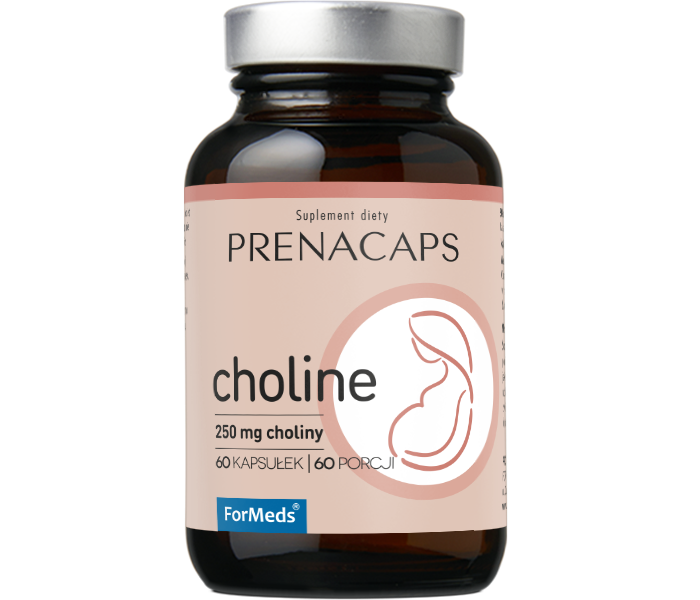 Suplement diety
PRENACAPS
choline
250 mg choliny
60 KAPSUŁEK | 60 PORCJI
ForMeds®